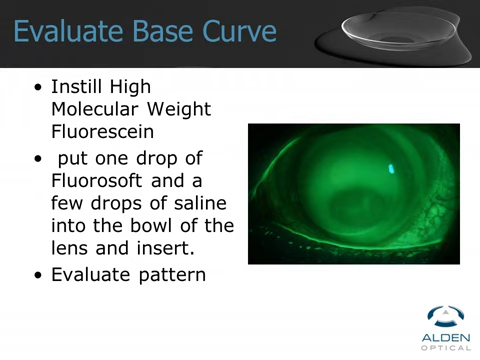 Evaluate Base Curve
• Instill High
Molecular Weight
Fluorescein
• put one drop of
Fluorosoft and a
few drops of saline
into the bowl of the
lens and insert.
• Evaluate pattern
ALDEN
OPTICAL